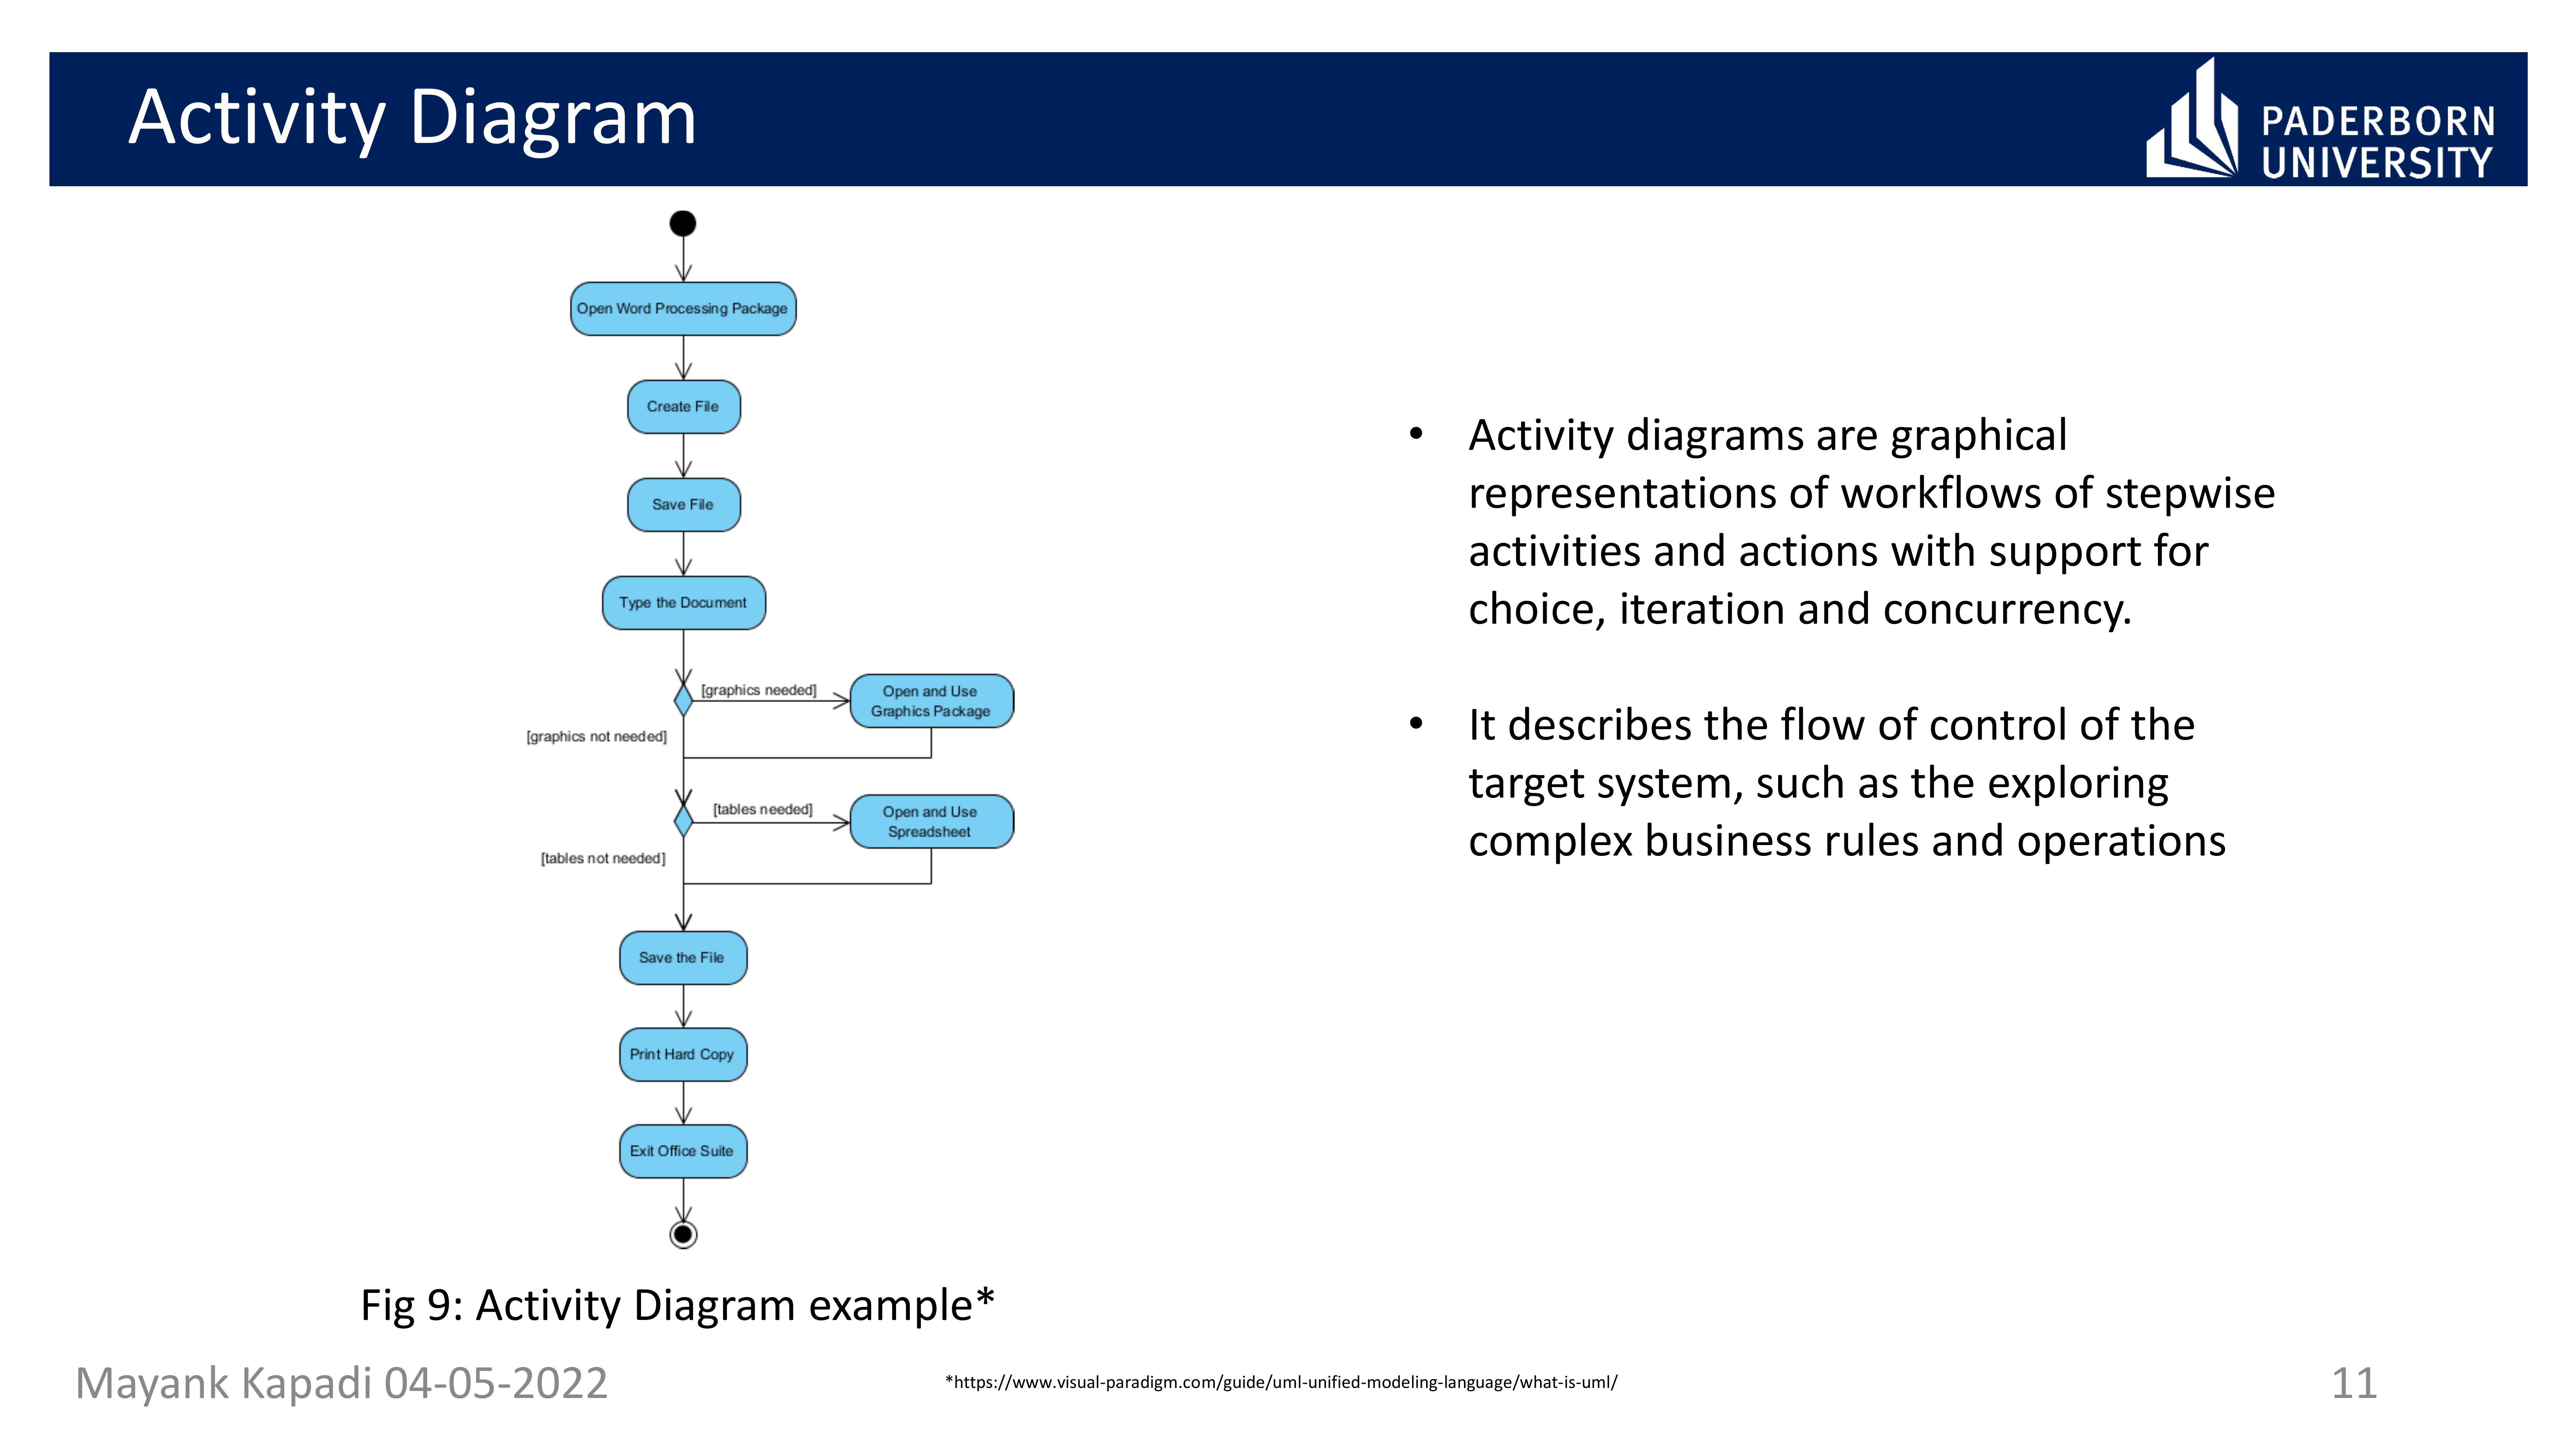 Activity Diagram
PADERBORN
UNIVERSITY
Open Word Processing Package
Create File
Save File
Type the Document
[graphics needed]
Open and Use
Graphics Package
[graphics not needed]
[tables needed]
Open and Use
Spreadsheet
[tables not needed]
Save the File
Print Hard Copy
Exit Office Suite
Fig 9: Activity Diagram example*
• Activity diagrams are graphical
representations of workflows of stepwise
activities and actions with support for
choice, iteration and concurrency.
• It describes the flow of control of the
target system, such as the exploring
complex business rules and operations
Mayank Kapadi 04-05-2022
*https://www.visual-paradigm.com/guide/uml-unified-modeling-language/what-is-uml/
11